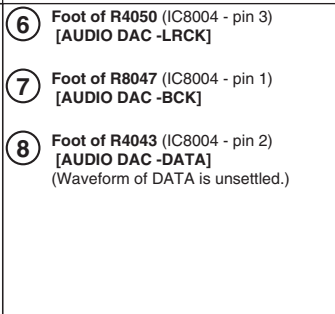 6 Foot of R4050 (IC8004 - pin 3)
[AUDIO DAC -LRCK]
7 Foot of R8047 (IC8004 - pin 1)
[AUDIO DAC -BCK]
8 Foot of R4043 (IC8004 - pin 2)
[AUDIO DAC -DATA]
(Waveform of DATA is unsettled.)